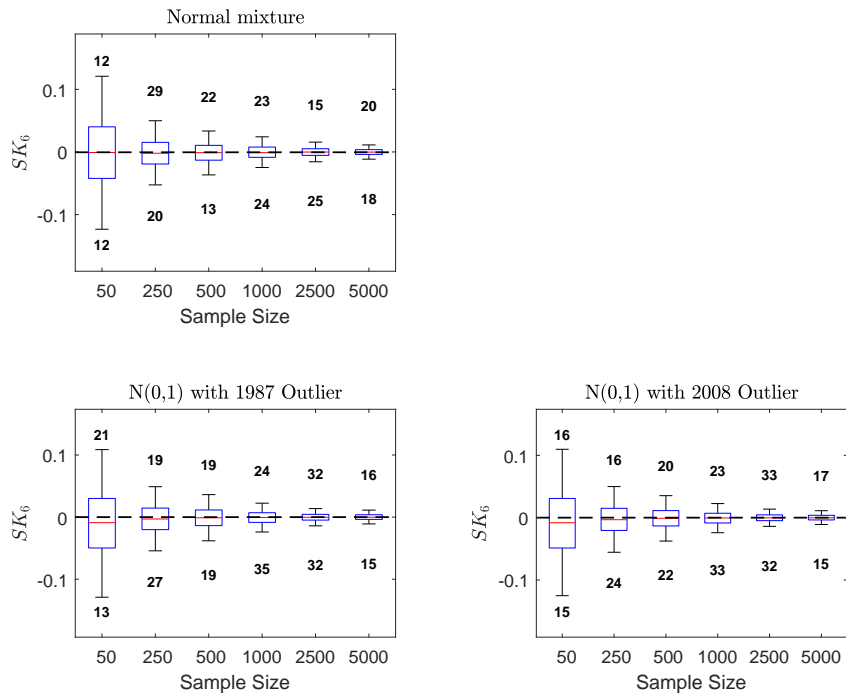 Normal mixture
12 29 22 23 15 20
0.1
0
-0.1
SK6
12 20 13 24 25 18
50 250 500 1000 2500 5000
Sample Size
N(0,1) with 1987 Outlier
21 19 19 24 32 16
0.1
0
-0.1
SK6
13 27 19 35 32 15
50 250 500 1000 2500 5000
Sample Size
N(0,1) with 2008 Outlier
16 16 20 23 33 17
0.1
0
-0.1
SK6
15 24 22 33 32 15
50 250 500 1000 2500 5000
Sample Size